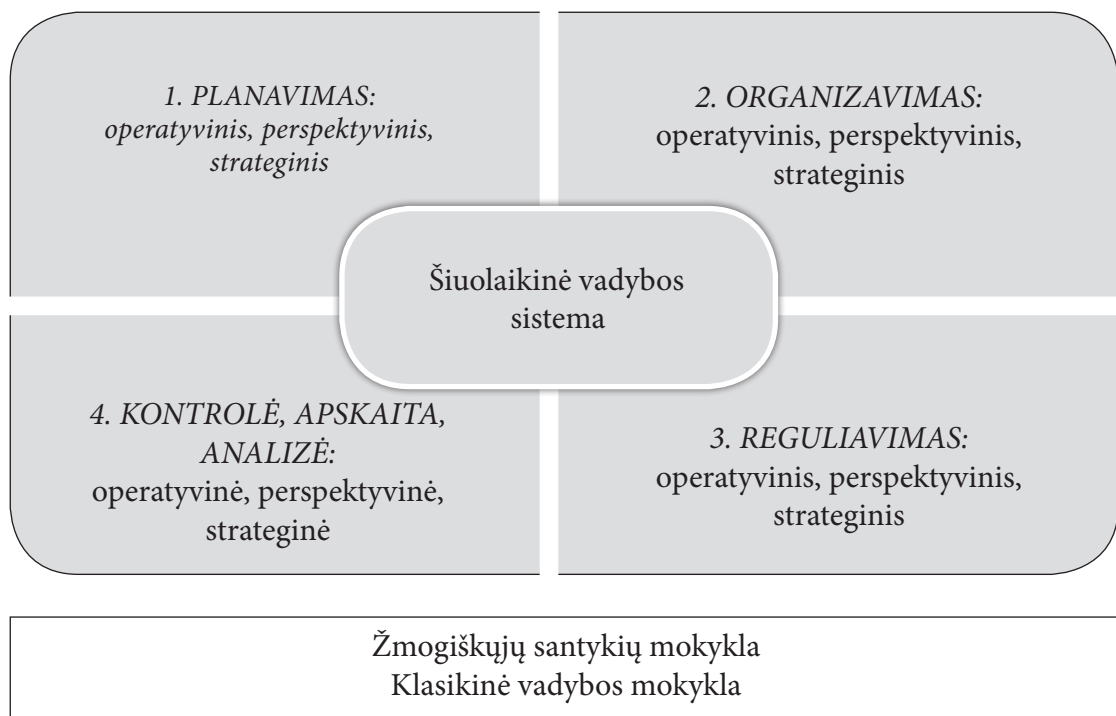 1. PLANAVIMAS:
operatyvinis, perspektyvinis,
strateginis
2. ORGANIZAVIMAS:
operatyvinis, perspektyvinis,
strateginis
Šiuolaikinė vadybos
sistema
4. KONTROLĖ, APSKAITA,
ANALIZĖ:
operatyvinė, perspektyvinė,
strateginė
3. REGULIAVIMAS:
operatyvinis, perspektyvinis,
strateginis
Žmogiškųjų santykių mokykla
Klasikinė vadybos mokykla